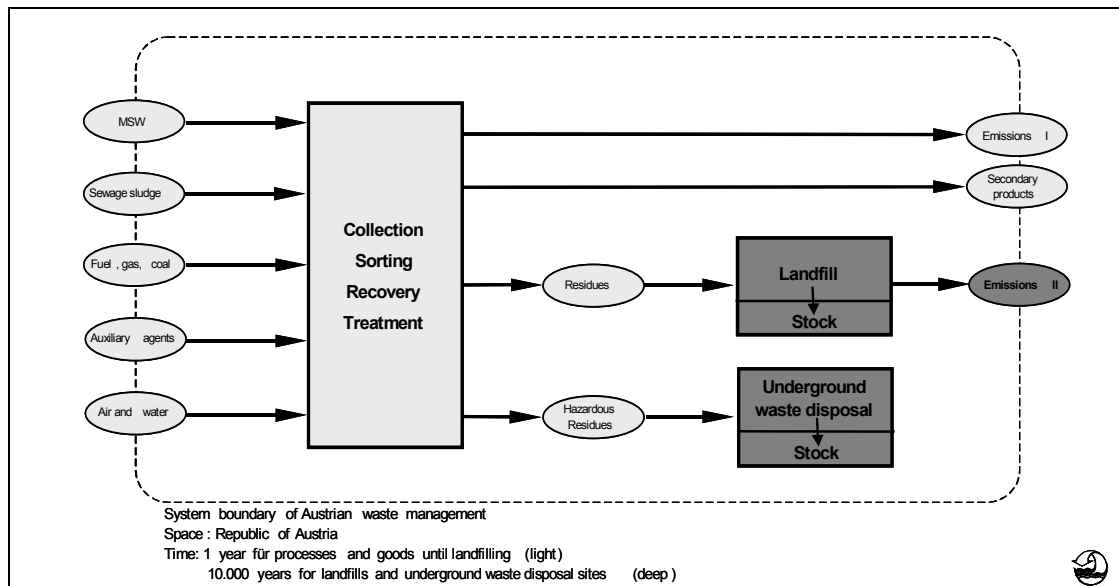 MSW
Sewage sludge
Fuel , gas, coal
Auxiliary agents
Air and water
Collection
Sorting
Recovery
Treatment
Emissions I
Secondary
products
Residues
Landfill
Stock
Emissions II
Hazardous
Residues
Underground
waste disposal
Stock
System boundary of Austrian waste management
Space : Republic of Austria
Time: 1 year für processes and goods until landfilling (light)
10.000 years for landfills and underground waste disposal sites (deep )